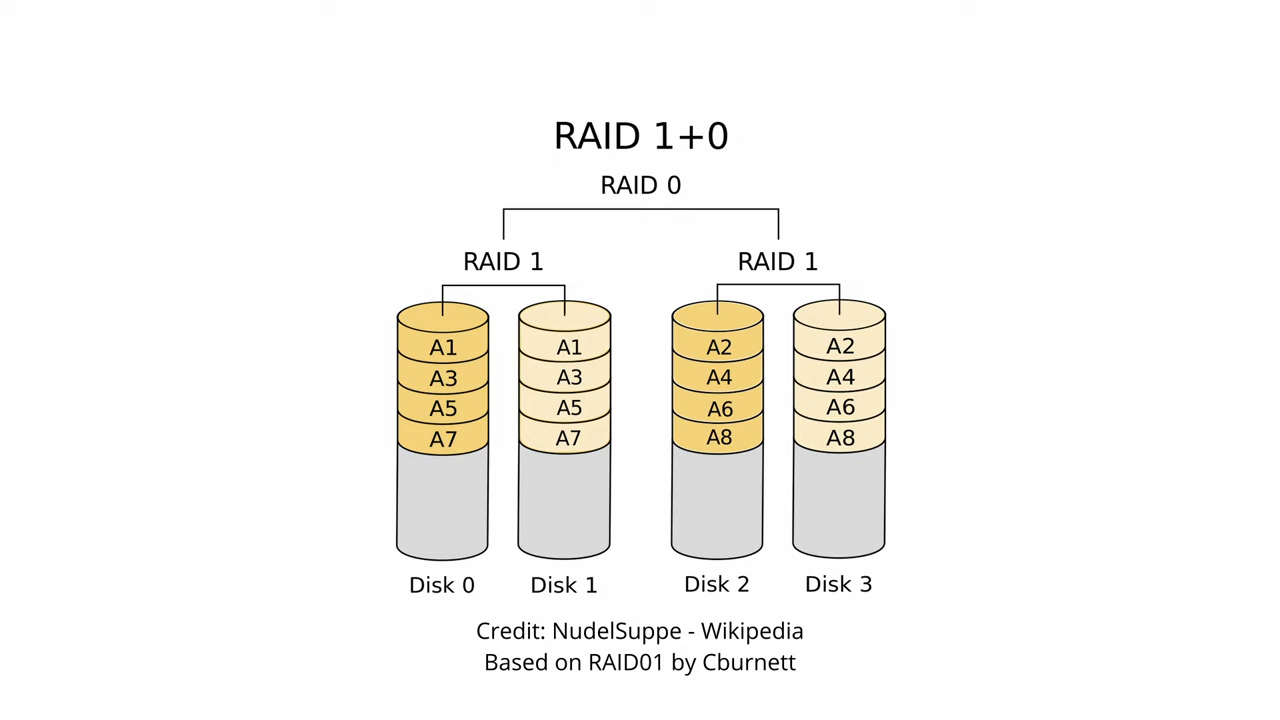 RAID 1+0
RAID 0
RAID 1 RAID 1
A1 A1 A2 A2
A3 A3 A4 A4
A5 A5 A6 A6
A7 A7 A8 A8
Disk 0 Disk 1 Disk 2 Disk 3
Credit: NudelSuppe - Wikipedia
Based on RAID01 by Cburnett